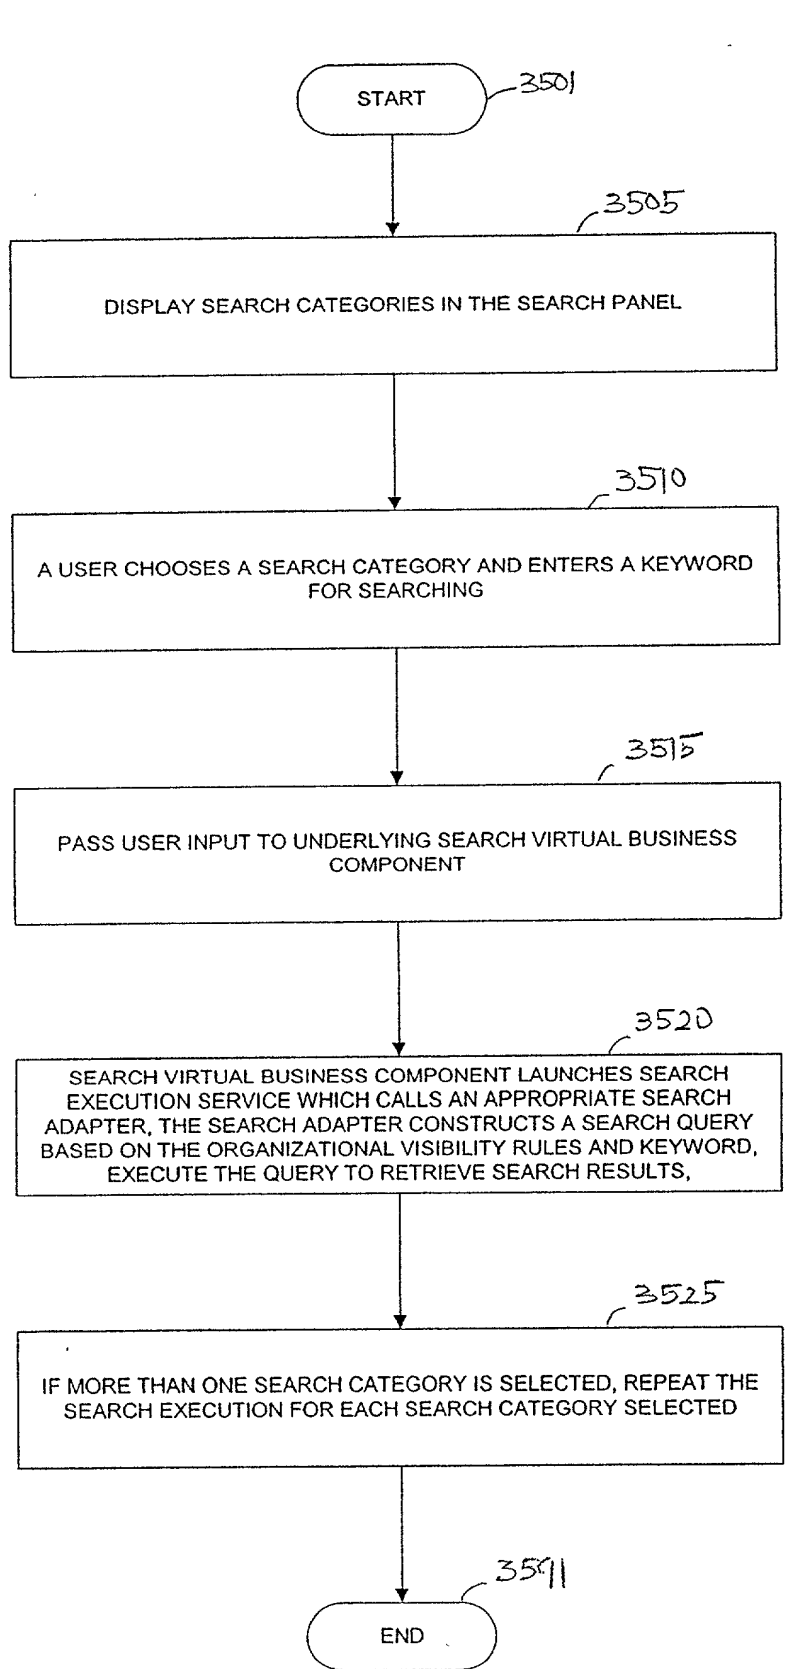 START
3501
3505
DISPLAY SEARCH CATEGORIES IN THE SEARCH PANEL
3510
A USER CHOOSES A SEARCH CATEGORY AND ENTERS A KEYWORD
FOR SEARCHING
3515
PASS USER INPUT TO UNDERLYING SEARCH VIRTUAL BUSINESS
COMPONENT
3520
SEARCH VIRTUAL BUSINESS COMPONENT LAUNCHES SEARCH
EXECUTION SERVICE WHICH CALLS AN APPROPRIATE SEARCH
ADAPTER, THE SEARCH ADAPTER CONSTRUCTS A SEARCH QUERY
BASED ON THE ORGANIZATIONAL VISIBILITY RULES AND KEYWORD,
EXECUTE THE QUERY TO RETRIEVE SEARCH RESULTS,
3525
IF MORE THAN ONE SEARCH CATEGORY IS SELECTED, REPEAT THE
SEARCH EXECUTION FOR EACH SEARCH CATEGORY SELECTED
END